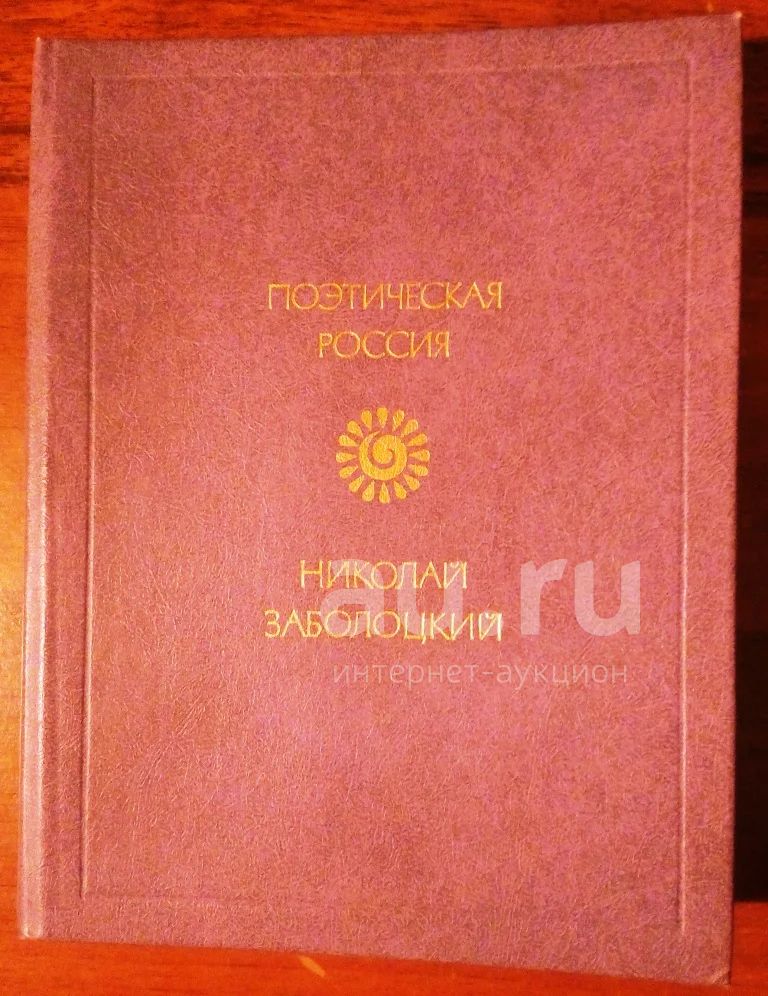 ПОЭТИЧЕСКАЯ
РОССИЯ
НИКОЛАЙ
ЗАБОЛОЦКИЙ
au.ru
интернет-аукцион